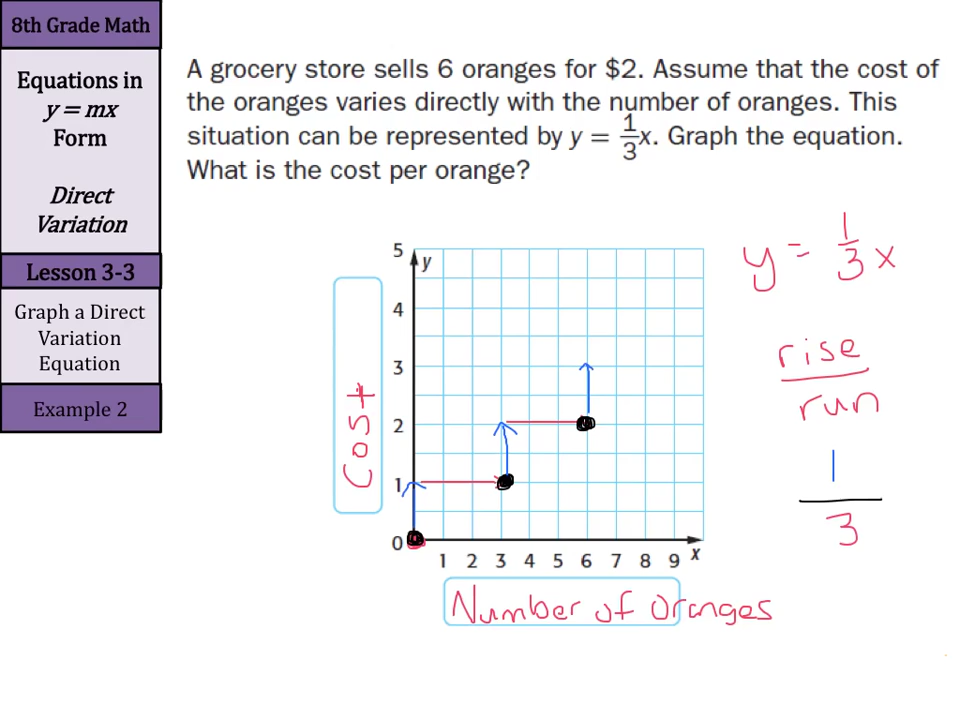 8th Grade Math
Equations in
y = mx
Form
Direct
Variation
Lesson 3-3
Graph a Direct
Variation
Equation
Example 2
A grocery store sells 6 oranges for $2. Assume that the cost of
the oranges varies directly with the number of oranges. This
situation can be represented by y = 1/3x. Graph the equation.
What is the cost per orange?
y = 1/3 x
rise
run
1
3
Cost
5
4
3
2
1
0
y
1 2 3 4 5 6 7 8 9 x
Number of Oranges